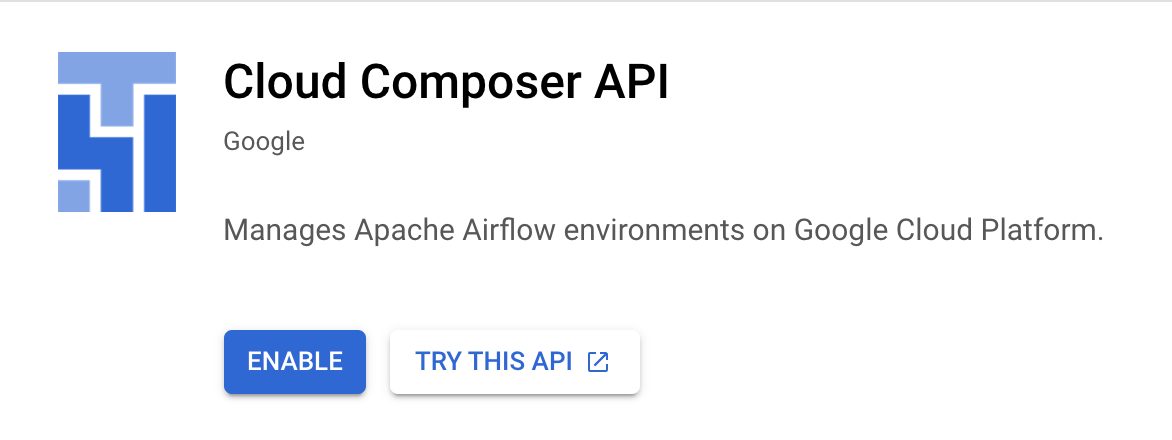 Cloud Composer API
Google
Manages Apache Airflow environments on Google Cloud Platform.
ENABLE
TRY THIS API